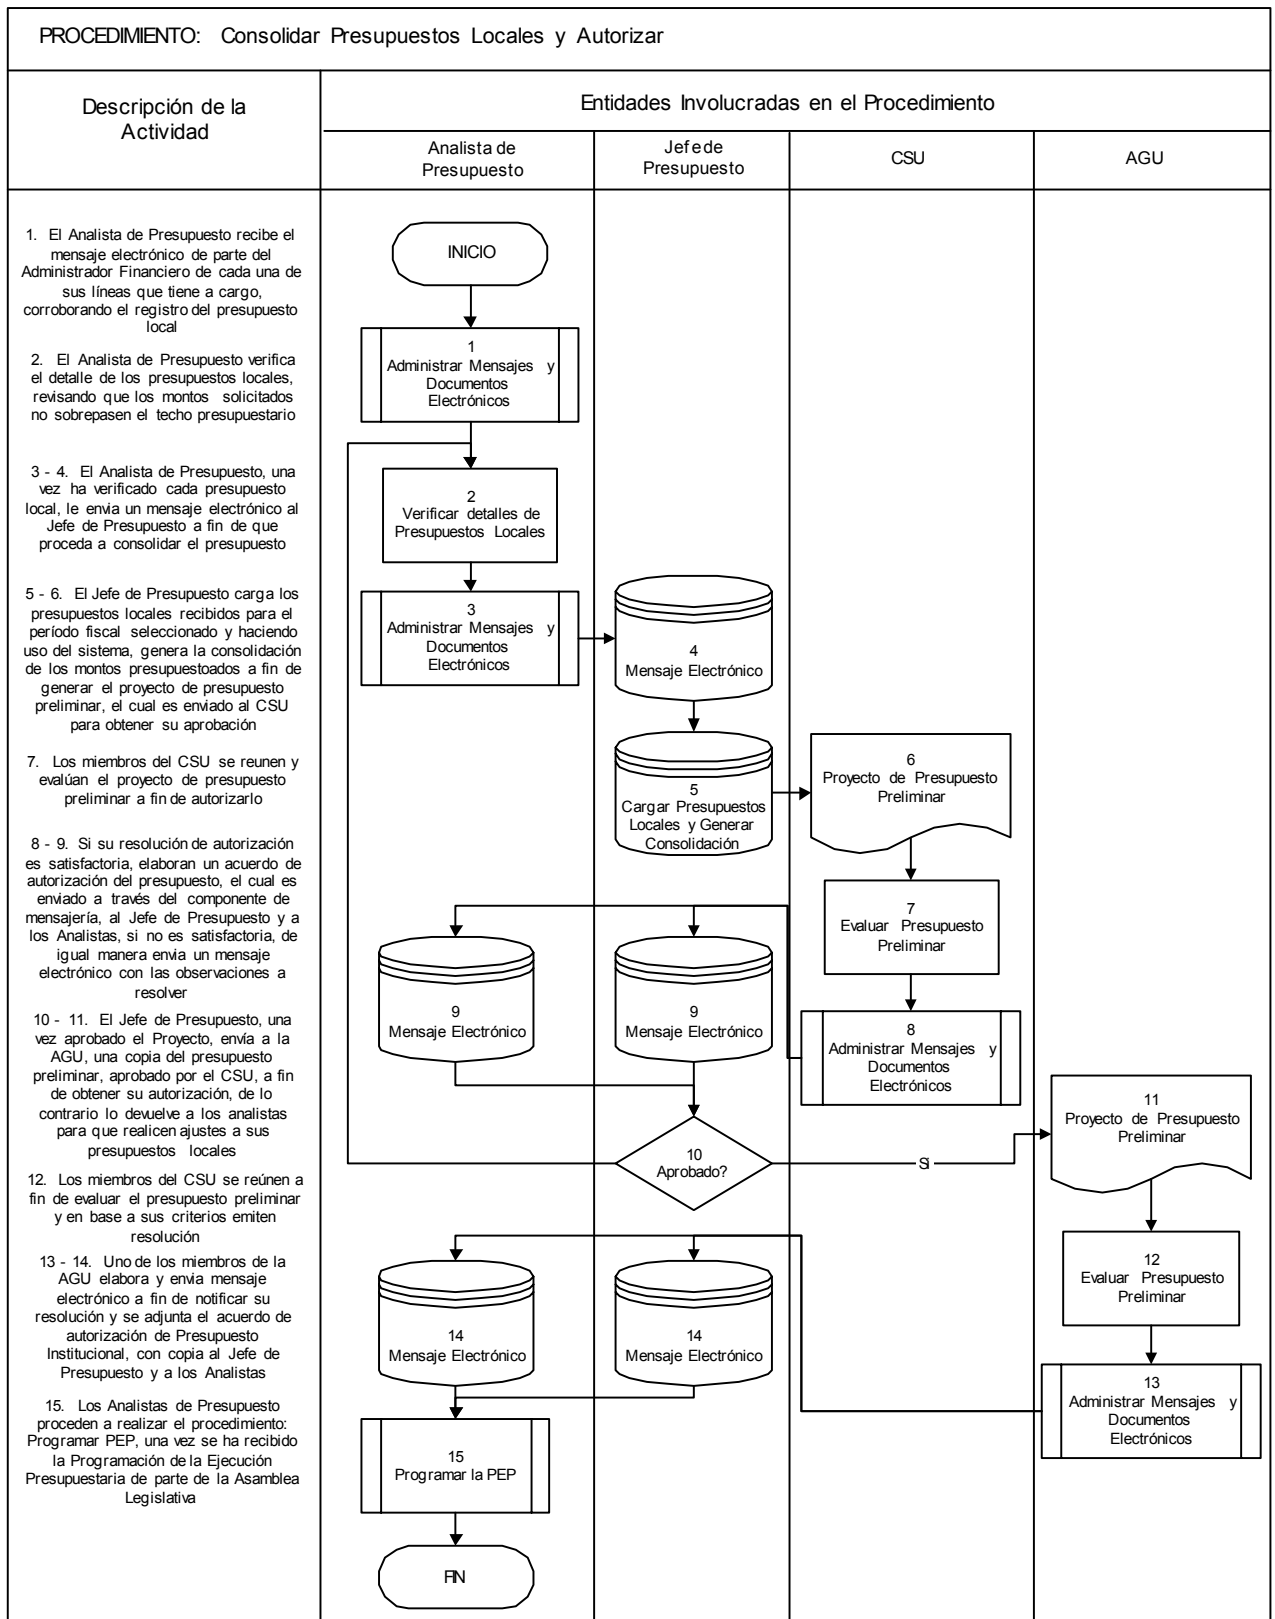 PROCEDIMIENTO: Consolidar Presupuestos Locales y Autorizar
Descripción de la
Actividad
Entidades Involucradas en el Procedimiento
Analista de
Presupuesto
Jefe de
Presupuesto
CSU
AGU
1. El Analista de Presupuesto recibe el
mensaje electrónico de parte del
Administrador Financiero de cada una de
sus líneas que tiene a cargo,
corroborando el registro del presupuesto
local
2. El Analista de Presupuesto verifica
el detalle de los presupuestos locales,
revisando que los montos solicitados
no sobrepasen el techo presupuestario
3 - 4. El Analista de Presupuesto, una
vez ha verificado cada presupuesto
local, le envia un mensaje electrónico al
Jefe de Presupuesto a fin de que
proceda a consolidar el presupuesto
5 - 6. El Jefe de Presupuesto carga los
presupuestos locales recibidos para el
período fiscal seleccionado y haciendo
uso del sistema, genera la consolidación
de los montos presupuestoados a fin de
generar el proyecto de presupuesto
preliminar, el cual es enviado al CSU
para obtener su aprobación
7. Los miembros del CSU se reunen y
evalúan el proyecto de presupuesto
preliminar a fin de autorizarlo
8 - 9. Si su resolución de autorización
es satisfactoria, elaboran un acuerdo de
autorización del presupuesto, el cual es
enviado a través del componente de
mensajería, al Jefe de Presupuesto y a
los Analistas, si no es satisfactoria, de
igual manera envia un mensaje
electrónico con las observaciones a
resolver
10 - 11. El Jefe de Presupuesto, una
vez aprobado el Proyecto, envía a la
AGU, una copia del presupuesto
preliminar, aprobado por el CSU, a fin
de obtener su autorización, de lo
contrario lo devuelve a los analistas
para que realicen ajustes a sus
presupuestos locales
12. Los miembros del CSU se reúnen a
fin de evaluar el presupuesto preliminar
y en base a sus criterios emiten
resolución
13 - 14. Uno de los miembros de la
AGU elabora y envia mensaje
electrónico a fin de notificar su
resolución y se adjunta el acuerdo de
autorización de Presupuesto
Institucional, con copia al Jefe de
Presupuesto y a los Analistas
15. Los Analistas de Presupuesto
proceden a realizar el procedimiento:
Programar PEP, una vez se ha recibido
la Programación de la Ejecución
Presupuestaria de parte de la Asamblea
Legislativa
INICIO
1
Administrar Mensajes y
Documentos
Electrónicos
2
Verificar detalles de
Presupuestos Locales
3
Administrar Mensajes y
Documentos
Electrónicos
4
Mensaje Electrónico
5
Cargar Presupuestos
Locales y Generar
Consolidación
6
Proyecto de Presupuesto
Preliminar
7
Evaluar Presupuesto
Preliminar
8
Administrar Mensajes y
Documentos
Electrónicos
9
Mensaje Electrónico
9
Mensaje Electrónico
10
Aprobado?
Si
11
Proyecto de Presupuesto
Preliminar
12
Evaluar Presupuesto
Preliminar
13
Administrar Mensajes y
Documentos
Electrónicos
14
Mensaje Electrónico
14
Mensaje Electrónico
15
Programar la PEP
FIN